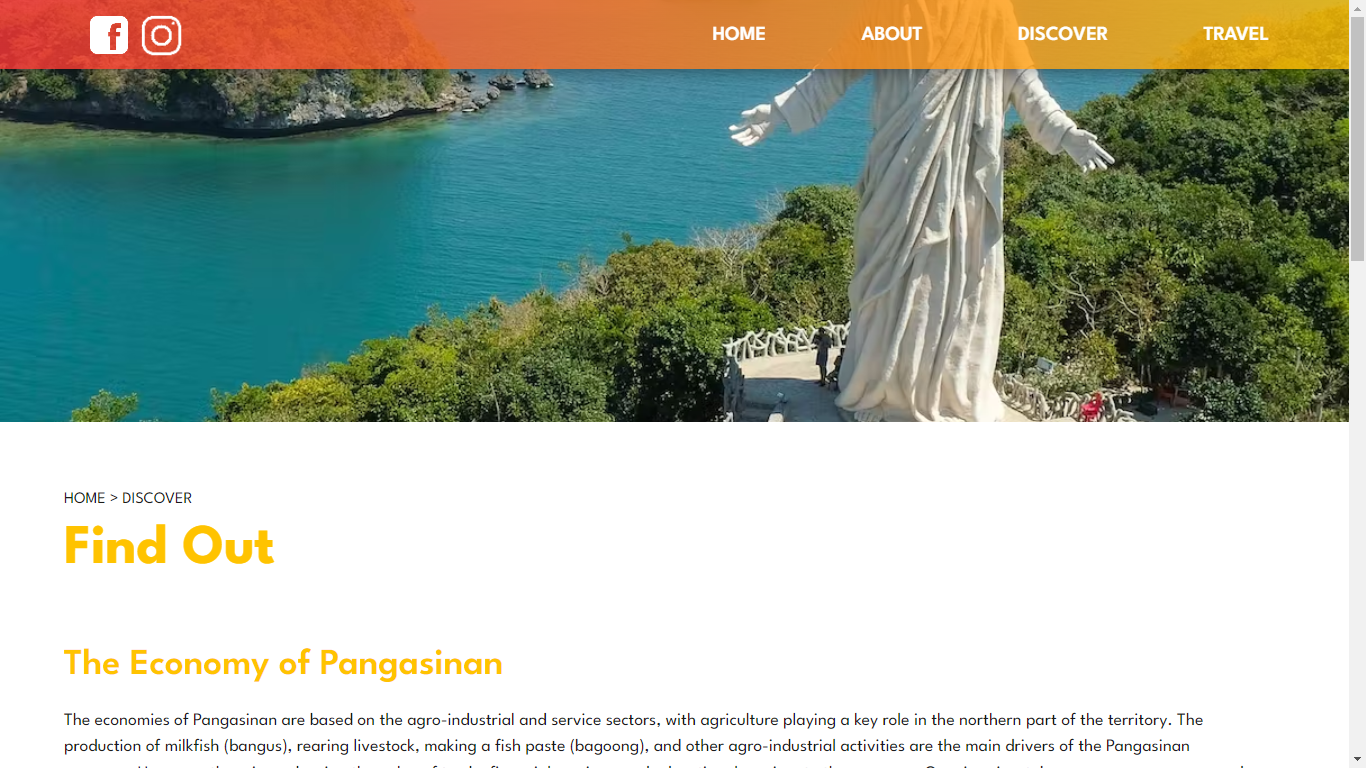 HOME ABOUT DISCOVER TRAVEL
HOME > DISCOVER
Find Out
The Economy of Pangasinan
The economies of Pangasinan are based on the agro-industrial and service sectors, with agriculture playing a key role in the northern part of the territory. The
production of milkfish (bangus), rearing livestock, making a fish paste (bagoong), and other agro-industrial activities are the main drivers of the Pangasinan